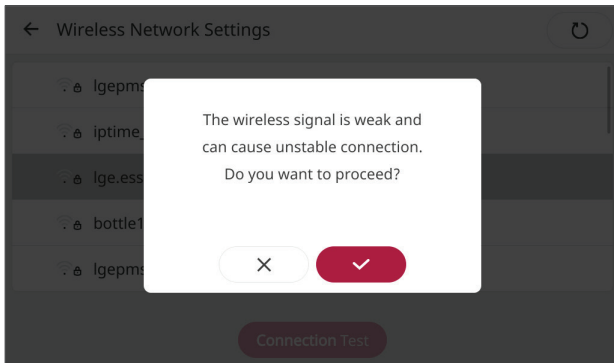 Wireless Network Settings
lgepms
iptime_
lge.ess
bottle1
lgepms
The wireless signal is weak and
can cause unstable connection.
Do you want to proceed?
Connection Test